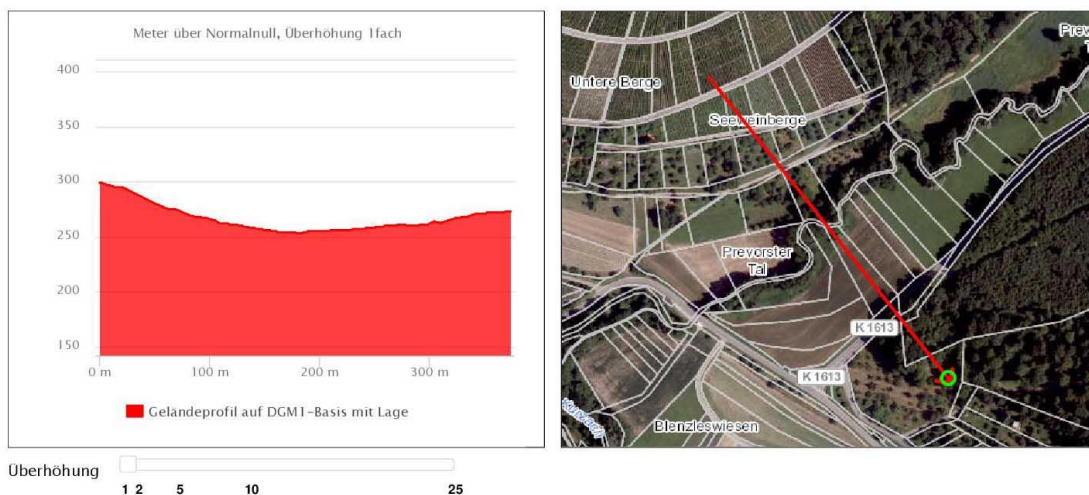 Meter über Normalnull, Überhöhung 1fach
400
350
300
250
200
150
0 m 100 m 200 m 300 m
Geländeprofil auf DGM1-Basis mit Lage
Überhöhung
1 2 5 10 25
Untere Berge
Seeweinberge
Prevorster
Tal
K 1613
K 1613
Blenzleswiesen